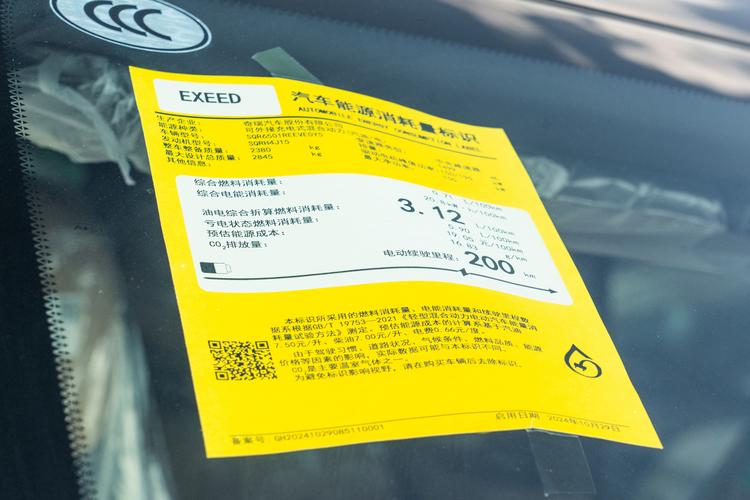 CCC
EXEED
汽车能源消耗量标识
AUTOMOBILE ENERGY CONSUMPTION LABEL
生产企业： 奇瑞汽车股份有限公司
能源种类： 可外接充电式混合动力
车辆型号： SQR6501REEVE0Y5
发动机型号： SQRH4J15
整车整备质量： 2380 kg
最大设计总质量： 2845 kg
其他信息：
综合燃料消耗量： 0.71 L/100km
综合电能消耗量： 20.8
油电综合折算燃料消耗量： 3.12 L/100km
亏电状态燃料消耗量： 5.90 L/100km
预估能源成本： 19.05 元/100km
CO₂排放量： 16.83 g/km
电动续驶里程： 200 km
本标识所采用的燃料消耗量、电能消耗量和续驶里程数
据系根据GB/T 19753—2021《轻型混合动力电动汽车能量消
耗量试验方法》测定。预估能源成本的计算系基于汽油
7.50元/升，柴油7.00元/升，电费0.66元/度。
由于驾驶习惯、道路状况、气候条件、燃料品质、能源
价格等因素的影响，实际数据可能与本标识不同。
CO₂是主要温室气体之一。
为避免标识影响视野，请在购买车辆后去除标识。
备案号：QH20241029085110001
启用日期 2024年10月29日